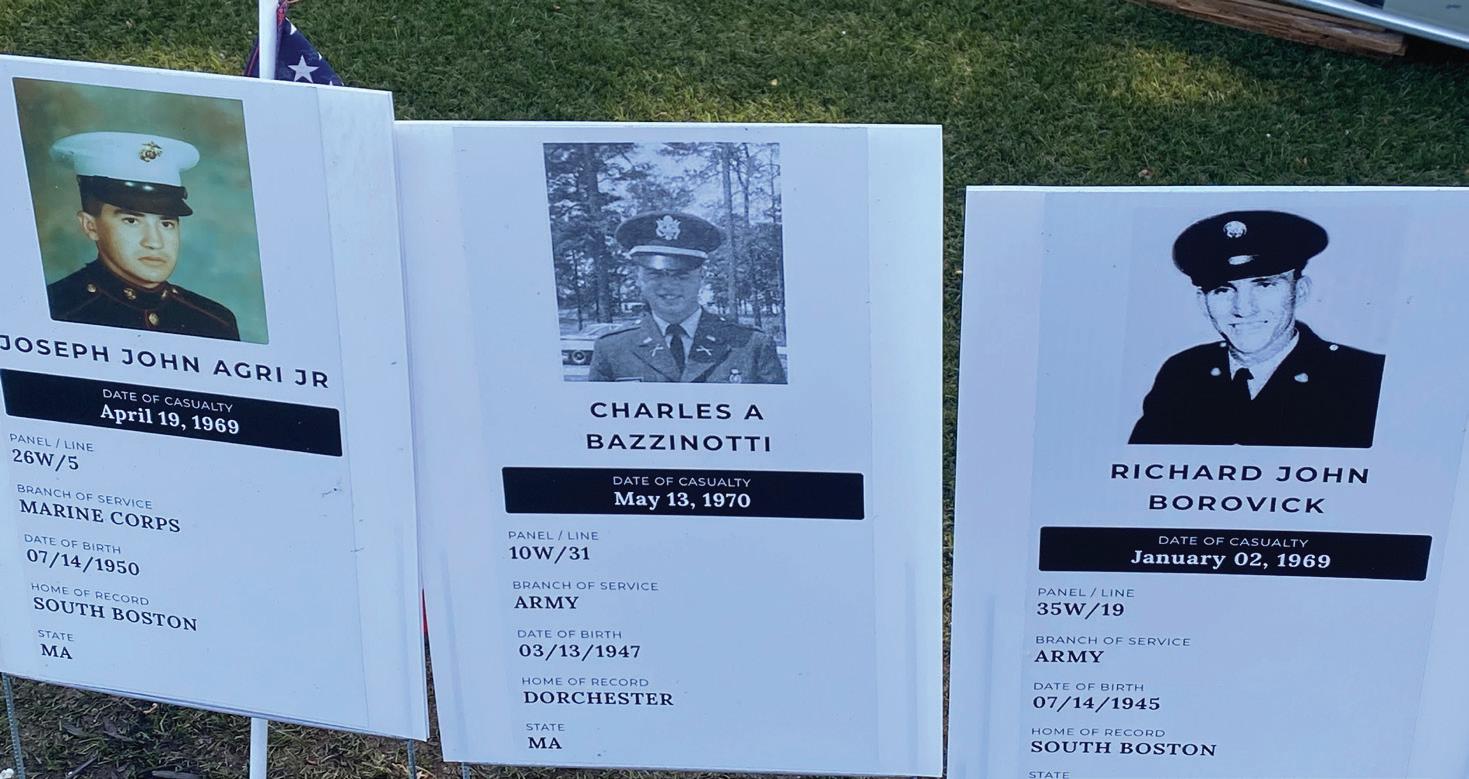 JOSEPH JOHN AGRI JR
DATE OF CASUALTY
April 19, 1969
PANEL / LINE
26W/5
BRANCH OF SERVICE
MARINE CORPS
DATE OF BIRTH
07/14/1950
HOME OF RECORD
SOUTH BOSTON
STATE
MA
CHARLES A
BAZZINOTTI
DATE OF CASUALTY
May 13, 1970
PANEL / LINE
10W/31
BRANCH OF SERVICE
ARMY
DATE OF BIRTH
03/13/1947
HOME OF RECORD
DORCHESTER
STATE
MA
RICHARD JOHN
BOROVICK
DATE OF CASUALTY
January 02, 1969
PANEL / LINE
35W/19
BRANCH OF SERVICE
ARMY
DATE OF BIRTH
07/14/1945
HOME OF RECORD
SOUTH BOSTON
STATE